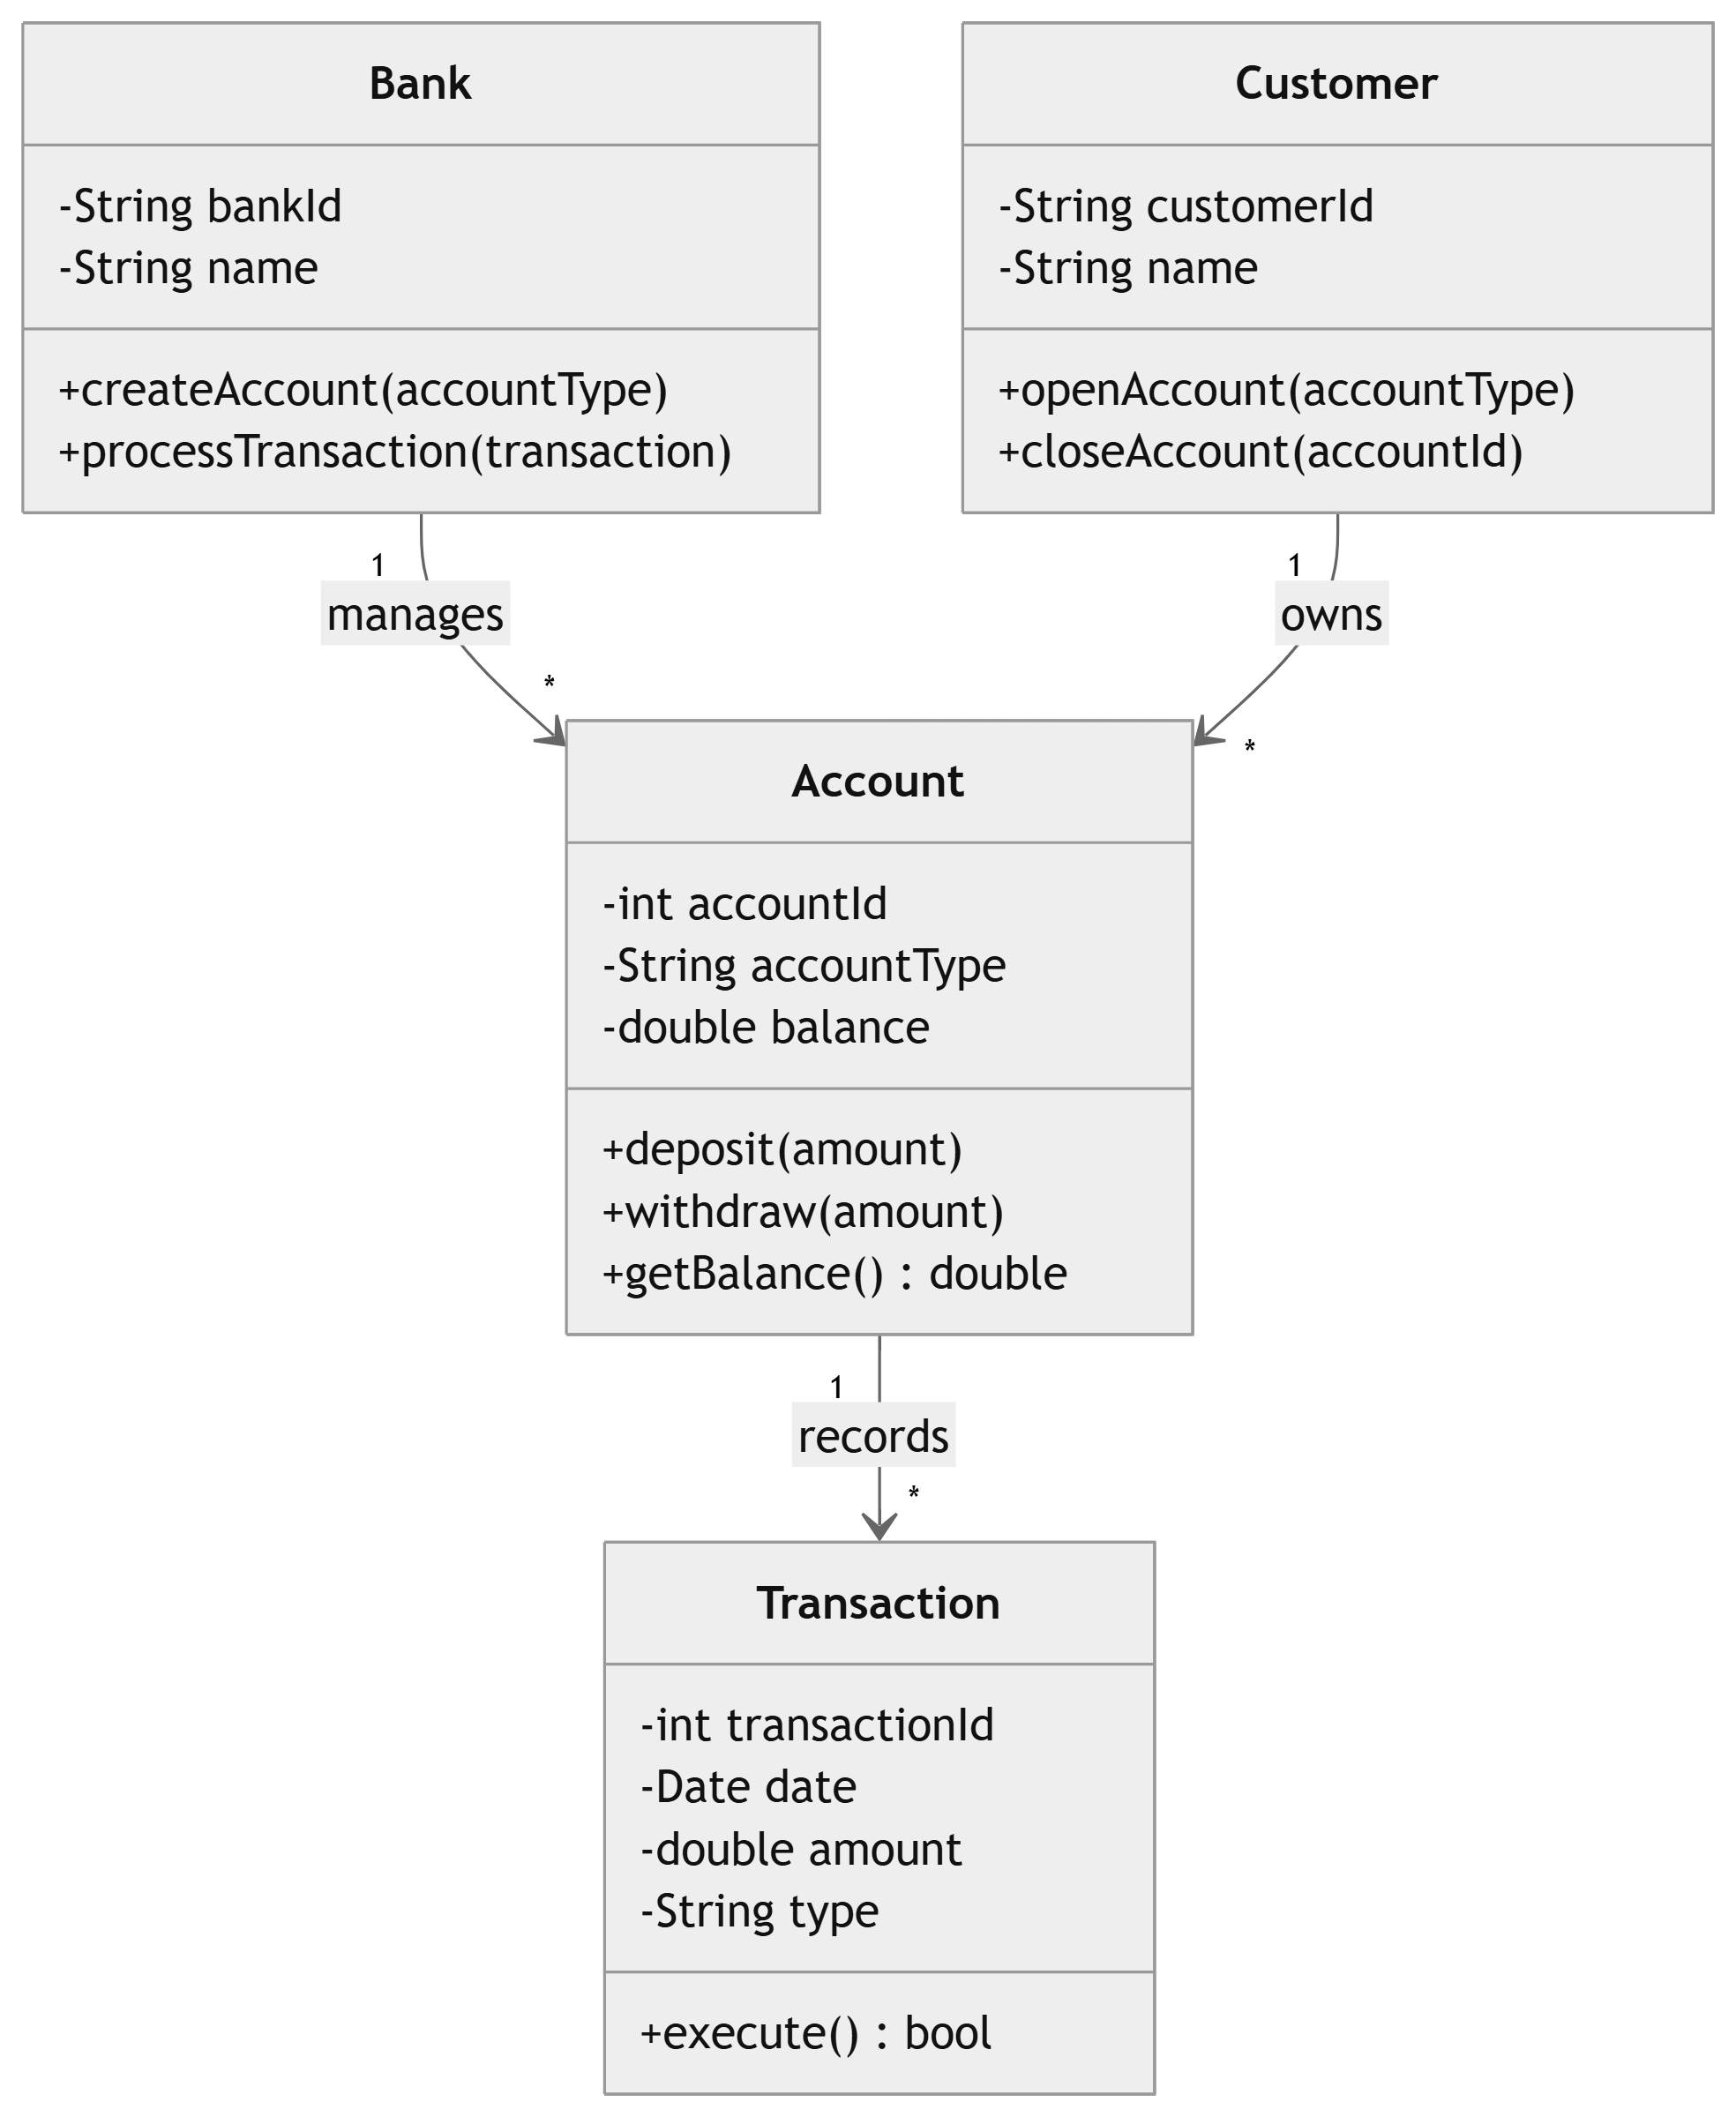 Bank
-String bankId
-String name
+createAccount(accountType)
+processTransaction(transaction)
Customer
-String customerId
-String name
+openAccount(accountType)
+closeAccount(accountId)
1
manages
*
1
owns
*
Account
-int accountId
-String accountType
-double balance
+deposit(amount)
+withdraw(amount)
+getBalance() : double
1
records
*
Transaction
-int transactionId
-Date date
-double amount
-String type
+execute() : bool